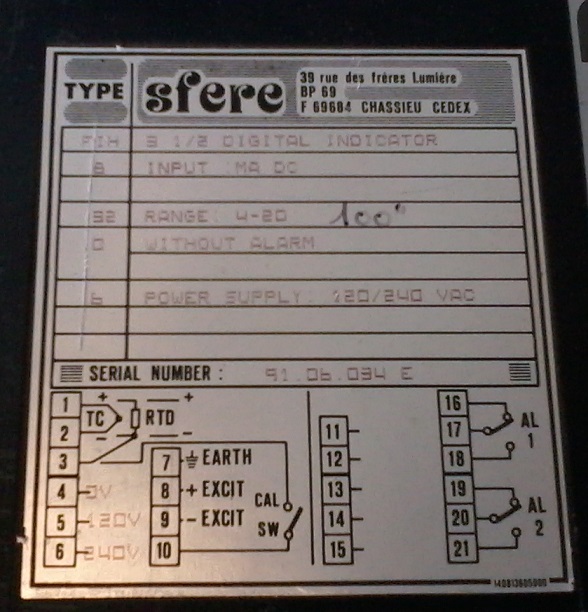 TYPE
sfere
39 rue des frères Lumière
BP 69
F 69684 CHASSIEU CEDEX
3 1/2 DIGITAL INDICATOR
8 INPUT :MA DC
S2 RANGE: 4-20 100°
0 WITHOUT ALARM
6 POWER SUPPLY: 120/240 VAC
SERIAL NUMBER : 91.06.094 E
1 + +
TC RTD
2 - -
3
4 0V
5 120V
6 240V
7 EARTH
8 + EXCIT
9 - EXCIT
10
CAL
SW
11
12
13
14
15
16
17 AL
18 1
19
20 AL
21 2